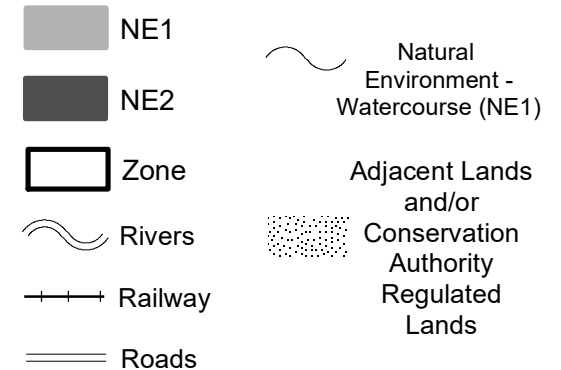 NE1
NE2
Zone
Rivers
Railway
Roads
Natural
Environment -
Watercourse (NE1)
Adjacent Lands
and/or
Conservation
Authority
Regulated
Lands